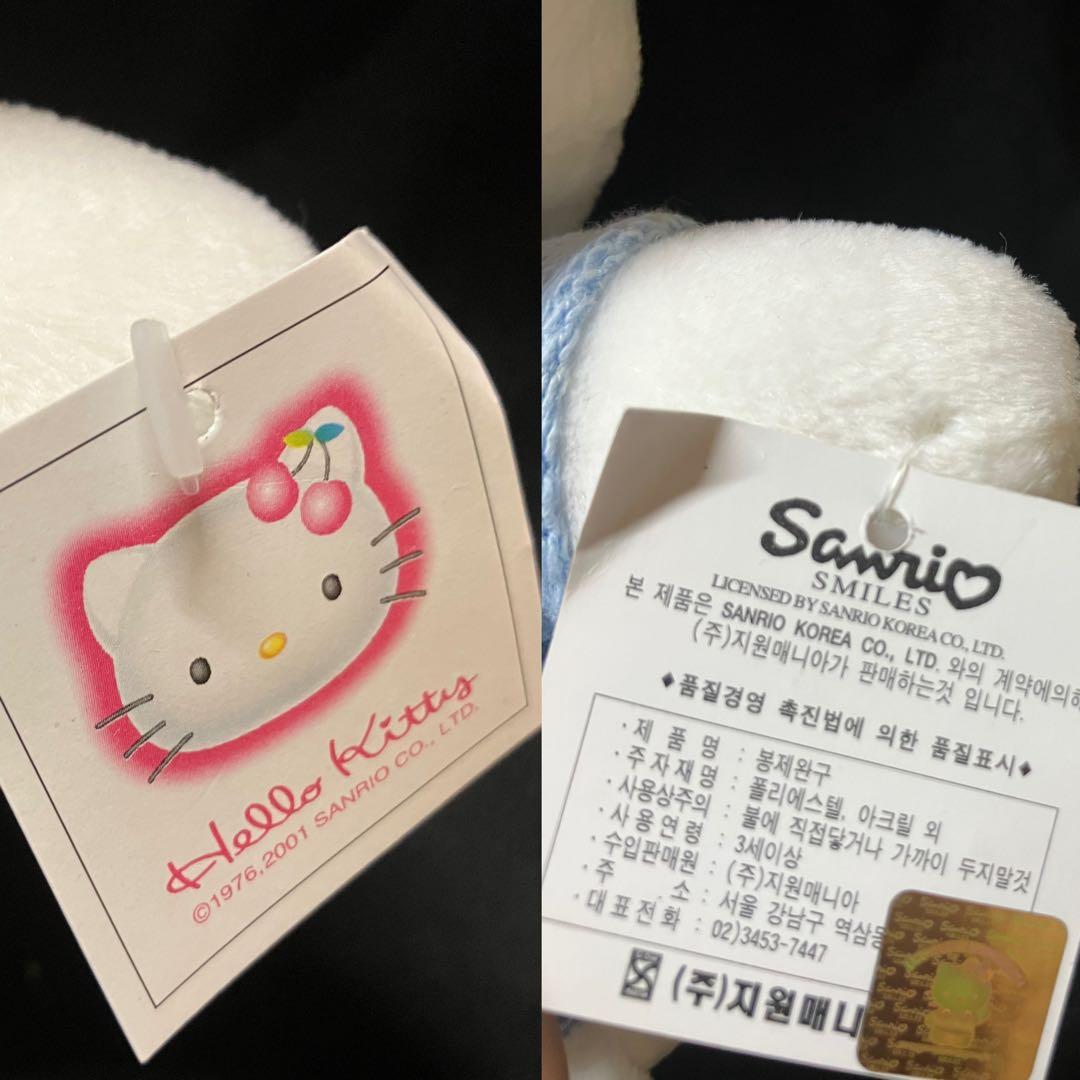 Hello Kitty
©1976,2001 SANRIO CO., LTD.
Sanrio
SMILES
LICENSED BY SANRIO KOREA CO., LTD.
본 제품은 SANRIO KOREA CO., LTD. 와의 계약에의해
(주)지원매니아가 판매하는것 입니다.
◆품질경영 촉진법에 의한 품질표시◆
·제 품 명 : 봉제완구
·주 자 재 명 : 폴리에스텔, 아크릴 외
·사용상주의 : 불에 직접닿거나 가까이 두지말것
·사 용 연 령 : 3세이상
·수입판매원 : (주)지원매니아
·주 소 : 서울 강남구 역삼동
·대 표 전 화 : 02)3453-7447
(주)지원매니